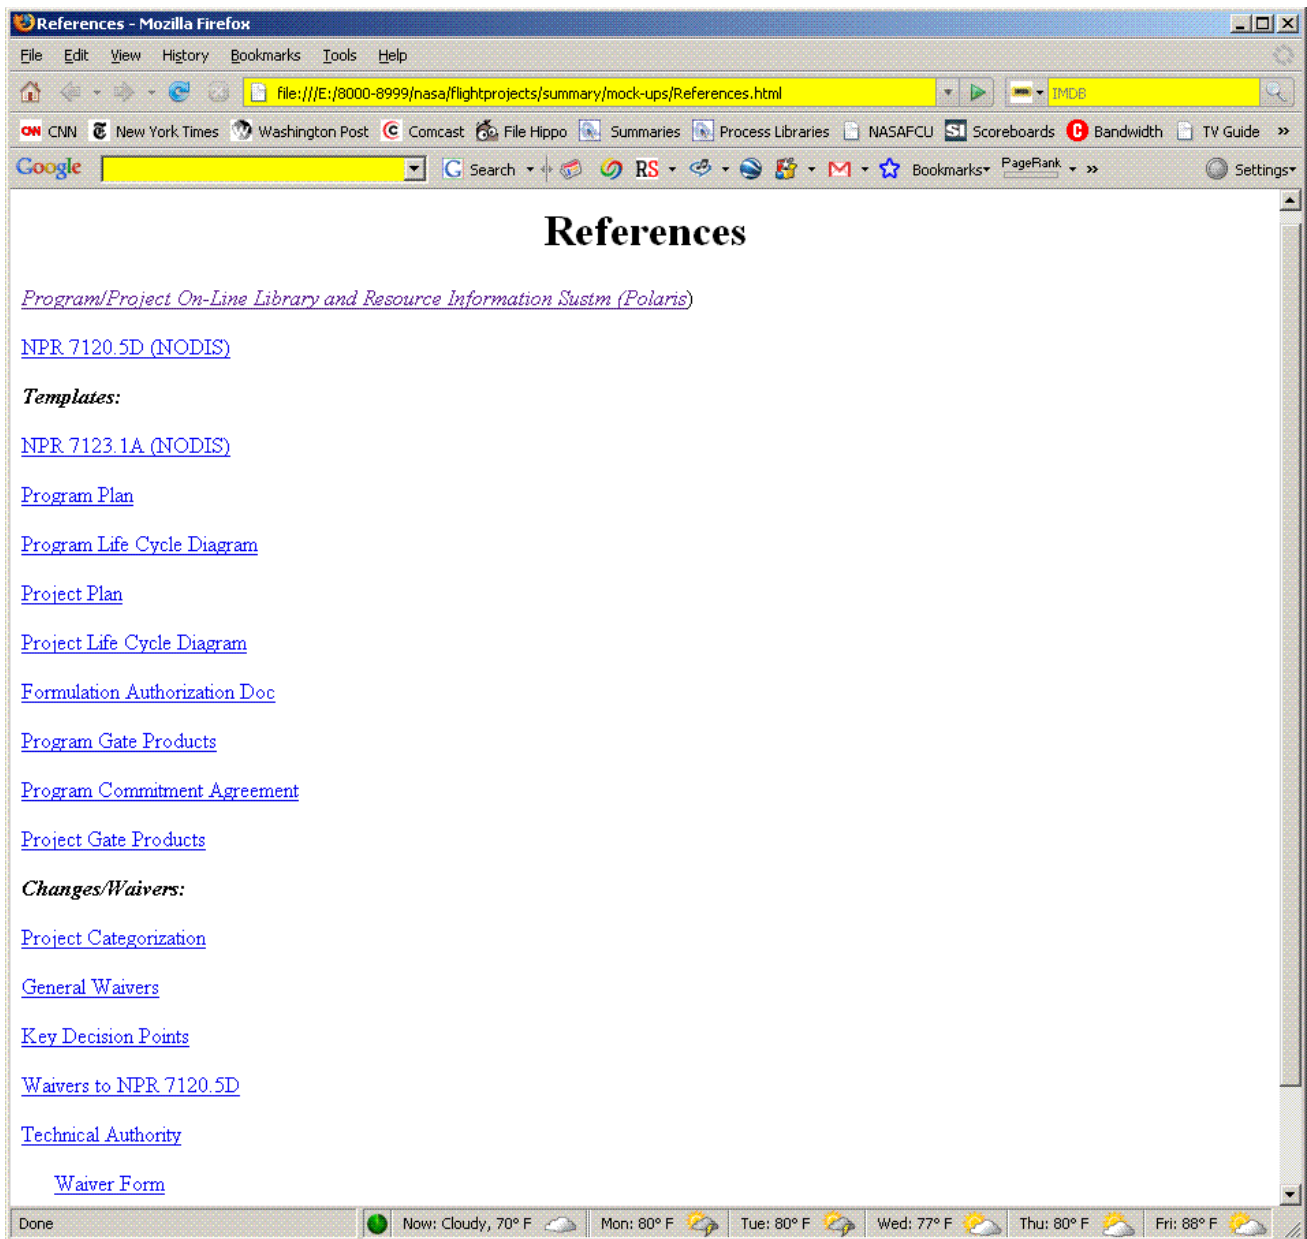 References - Mozilla Firefox
File Edit View History Bookmarks Tools Help
file:///E:/8000-8999/nasa/flightprojects/summary/mock-ups/References.html IMDB
CNN CNN New York Times Washington Post Comcast File Hippo Summaries Process Libraries NASAFCU SI Scoreboards Bandwidth TV Guide »
Google G Search RS Bookmarks PageRank » Settings
References
Program/Project On-Line Library and Resource Information Sustm (Polaris)
NPR 7120.5D (NODIS)
Templates:
NPR 7123.1A (NODIS)
Program Plan
Program Life Cycle Diagram
Project Plan
Project Life Cycle Diagram
Formulation Authorization Doc
Program Gate Products
Program Commitment Agreement
Project Gate Products
Changes/Waivers:
Project Categorization
General Waivers
Key Decision Points
Waivers to NPR 7120.5D
Technical Authority
Waiver Form
Done Now: Cloudy, 70° F Mon: 80° F Tue: 80° F Wed: 77° F Thu: 80° F Fri: 88° F